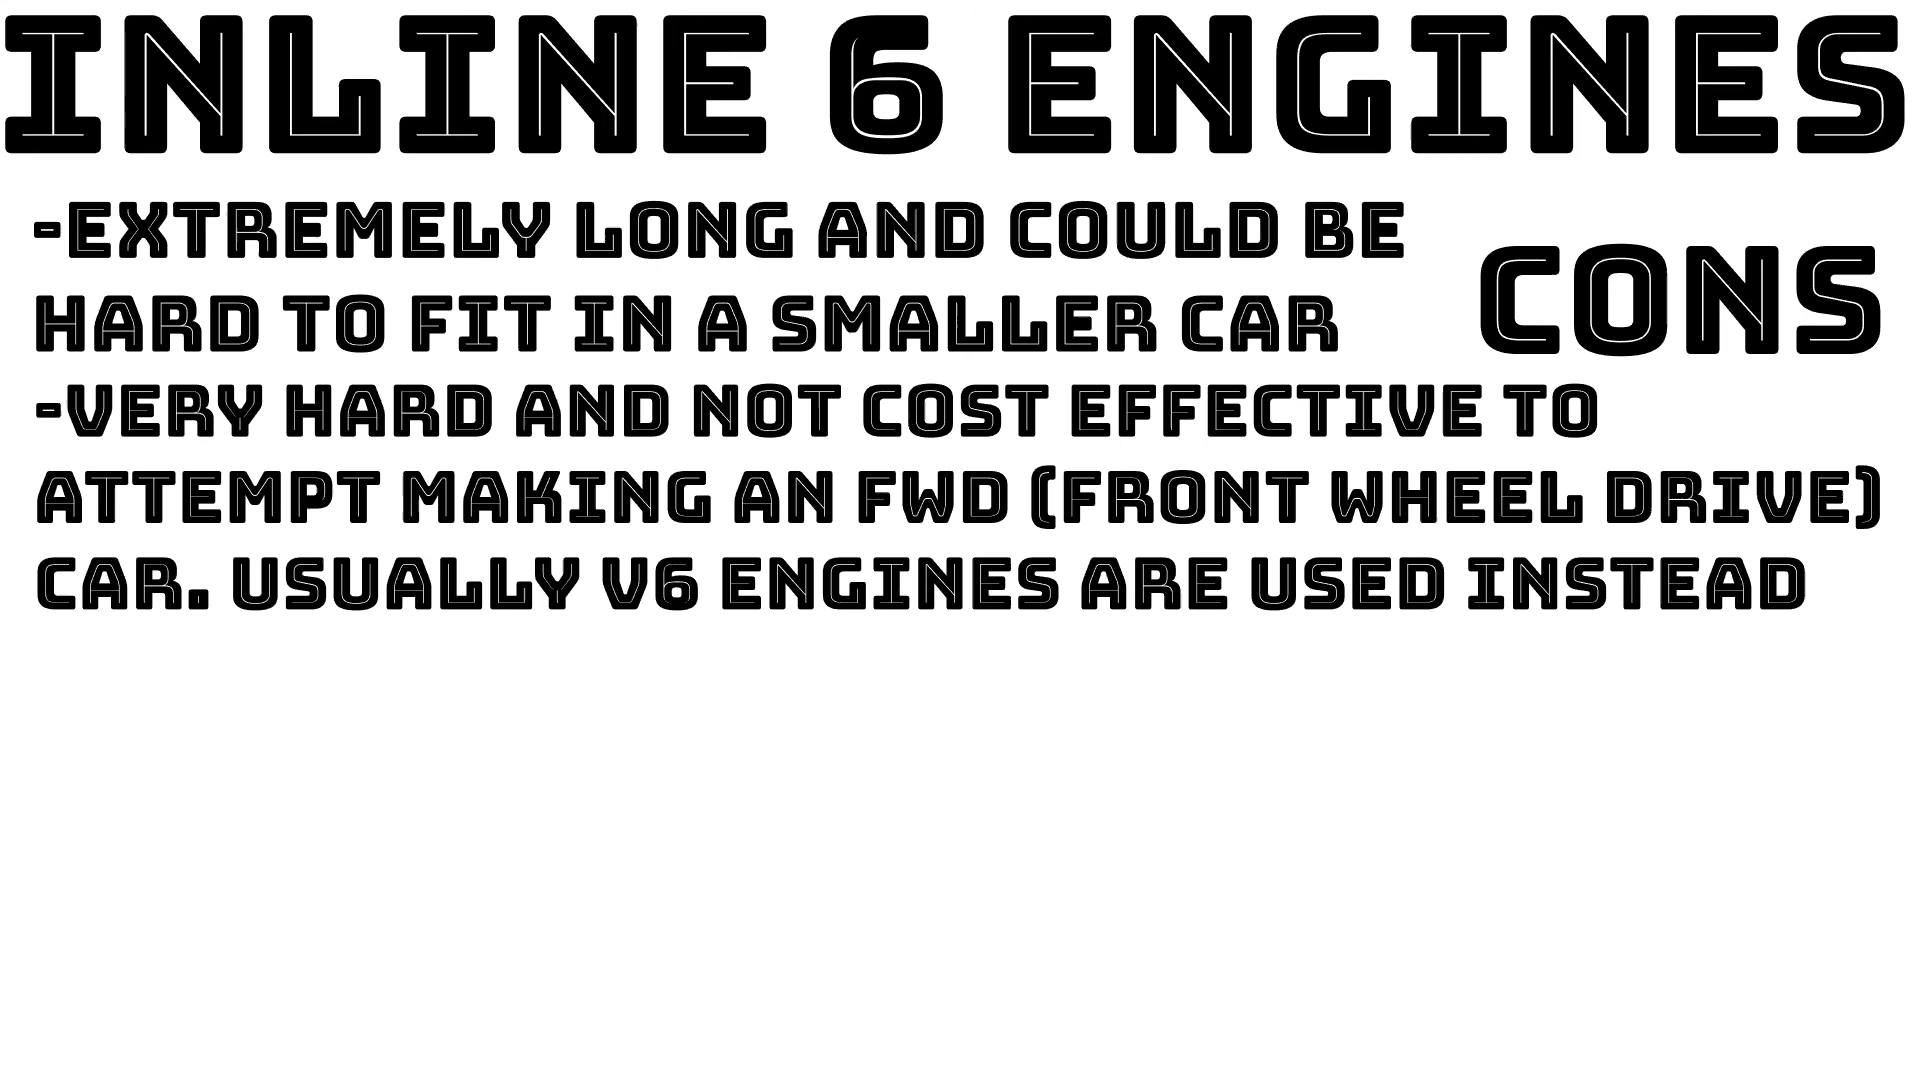 INLINE 6 ENGINES
-EXTREMELY LONG AND COULD BE
HARD TO FIT IN A SMALLER CAR
CONS
-VERY HARD AND NOT COST EFFECTIVE TO
ATTEMPT MAKING AN FWD (FRONT WHEEL DRIVE)
CAR. USUALLY V6 ENGINES ARE USED INSTEAD